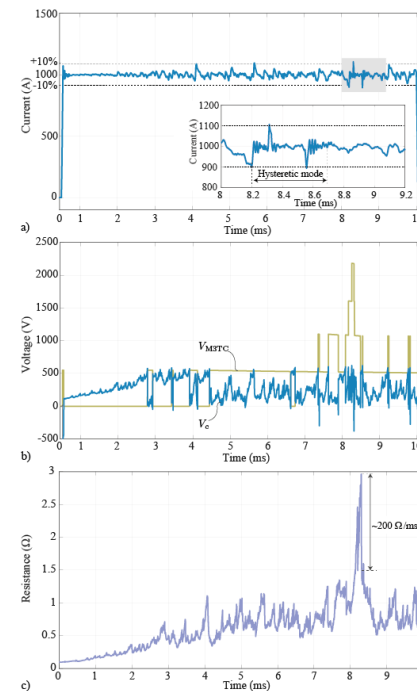 1500
Current (A)
+10%
1000
-10%
500
0
1200
1100
1000
900
800
Current (A)
Hysteretic mode
8 8.2 8.4 8.6 8.8 9 9.2
Time (ms)
0 1 2 3 4 5 6 7 8 9
Time (ms)
a)
3000
2500
2000
1500
1000
500
0
-500
Voltage (V)
VM3TC
Vc
0 1 2 3 4 5 6 7 8 9 10
Time (ms)
b)
3
2.5
2
1.5
1
0.5
0
Resistance (Ω)
~200 Ω/ms
0 1 2 3 4 5 6 7 8 9
Time (ms)
c)